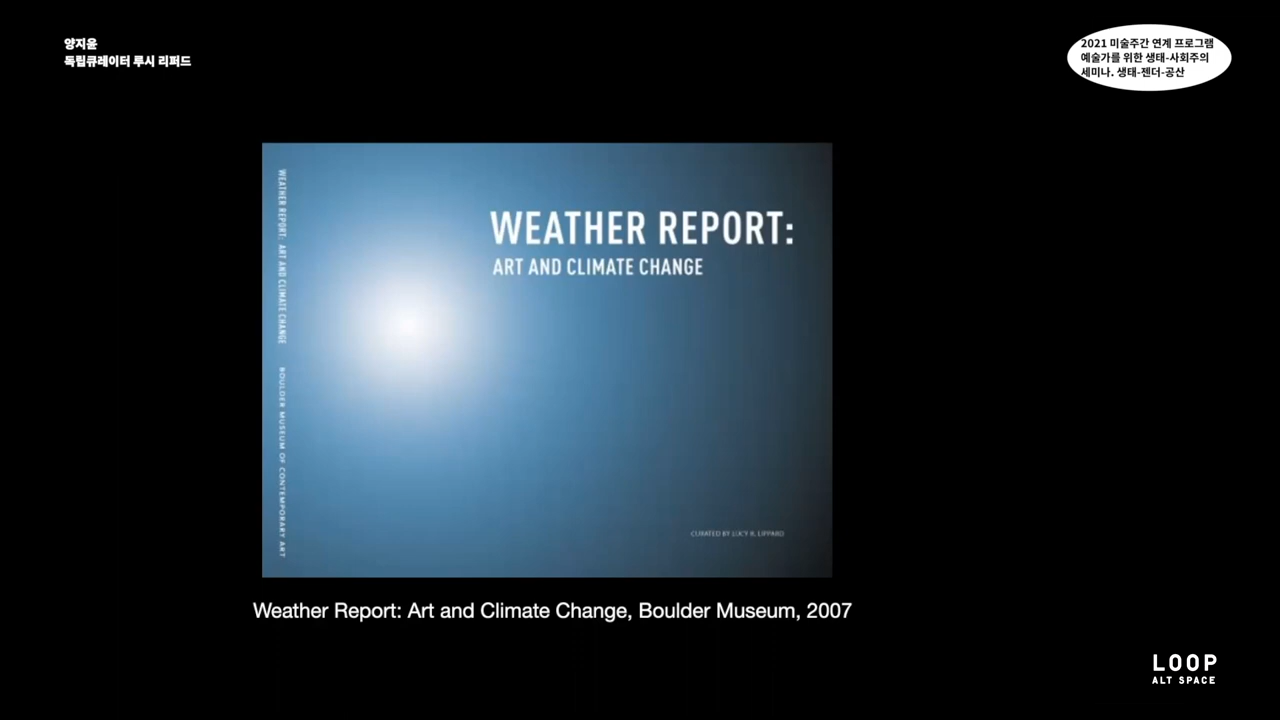 양지윤
독립큐레이터 루시 리퍼드
2021 미술주간 연계 프로그램
예술가를 위한 생태-사회주의
세미나. 생태-젠더-공산
WEATHER REPORT: ART AND CLIMATE CHANGE
BOULDER MUSEUM OF CONTEMPORARY ART
WEATHER REPORT:
ART AND CLIMATE CHANGE
CURATED BY LUCY R. LIPPARD
Weather Report: Art and Climate Change, Boulder Museum, 2007
LOOP
ALT SPACE